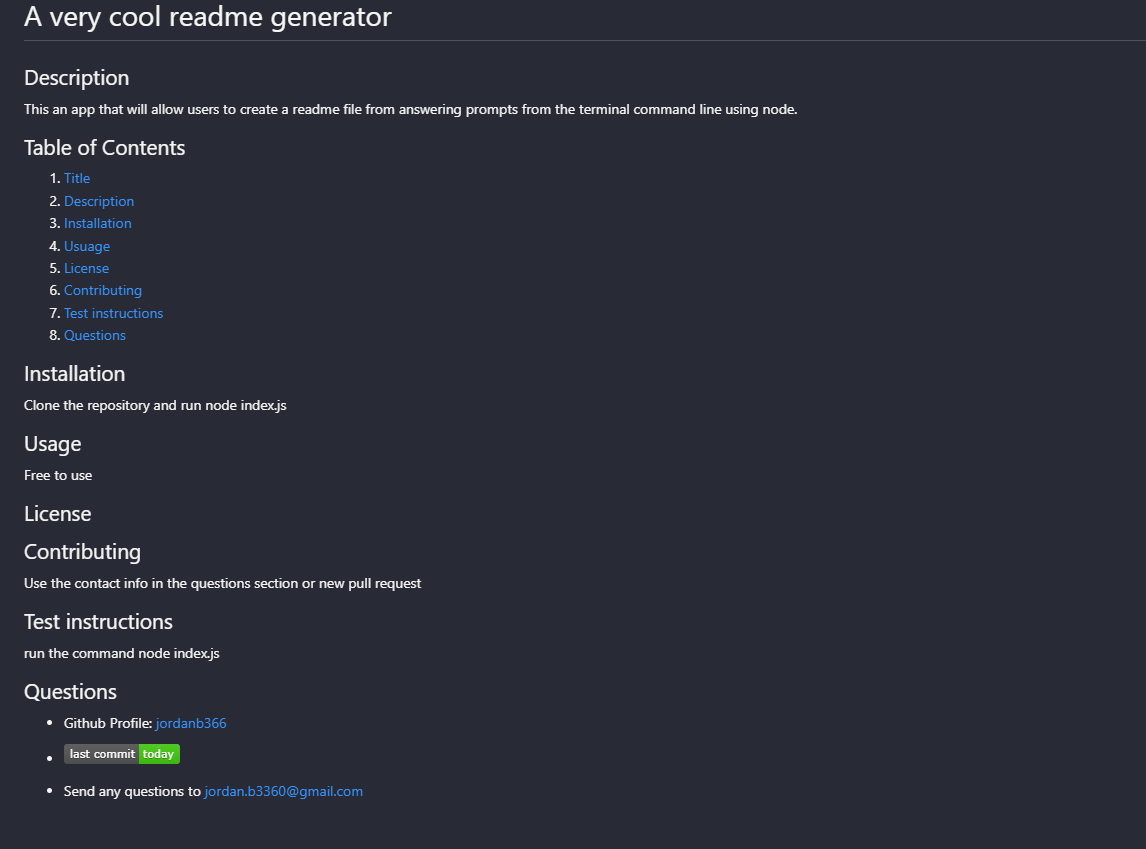 A very cool readme generator
Description
This an app that will allow users to create a readme file from answering prompts from the terminal command line using node.
Table of Contents
1. Title
2. Description
3. Installation
4. Usuage
5. License
6. Contributing
7. Test instructions
8. Questions
Installation
Clone the repository and run node index.js
Usage
Free to use
License
Contributing
Use the contact info in the questions section or new pull request
Test instructions
run the command node index.js
Questions
• Github Profile: jordanb366
• last commit today
• Send any questions to jordan.b3360@gmail.com